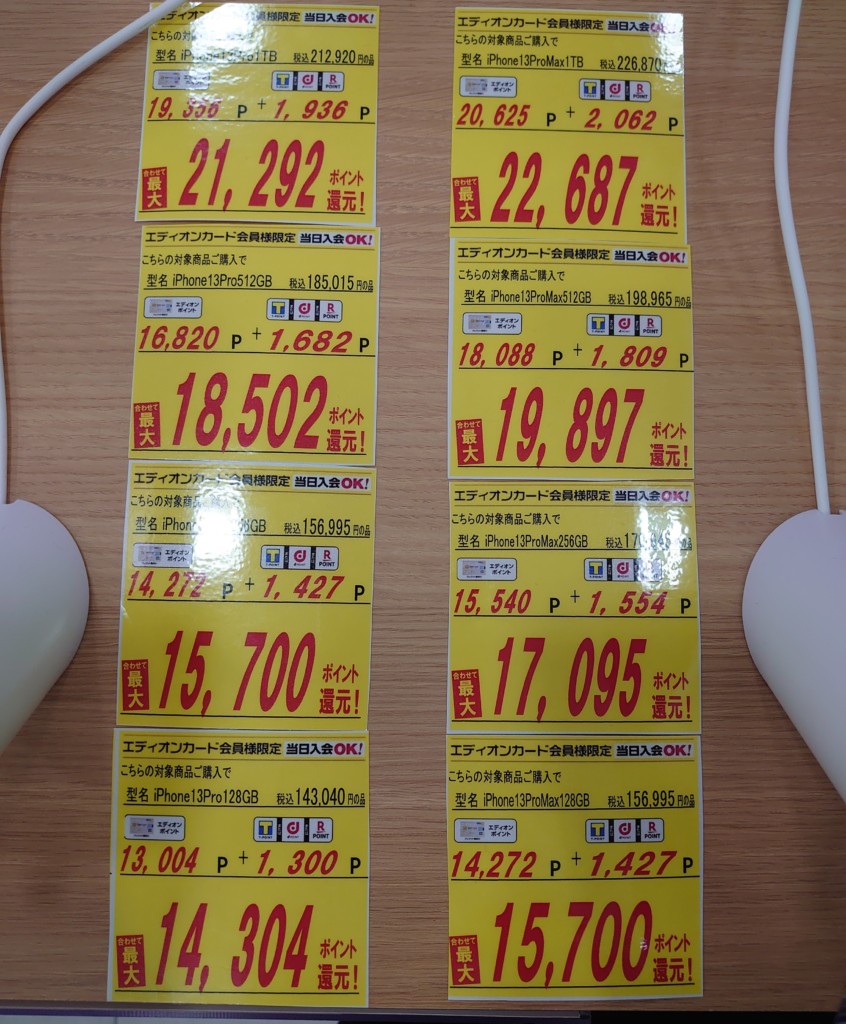 エディオンカード会員様限定 当日入会OK!
こちらの対象商品ご購入で
型名 1TB 税込212,920円の品
エディオンポイント T d R POINT
19, P + 1, 936 P
合わせて最大 21, 292 ポイント還元!
エディオンカード会員様限定 当日入会OK!
こちらの対象商品ご購入で
型名 iPhone13Pro512GB 税込185,015円の品
エディオンポイント T d R POINT
16,820 P + 1,682 P
合わせて最大 18,502 ポイント還元!
エディオンカード会員様限定 当日入会OK!
こちらの対象商品ご購入で
型名 6GB 税込156,995円の品
エディオンポイント T d R POINT
14,272 P + 1, 427 P
合わせて最大 15, 700 ポイント還元!
エディオンカード会員様限定 当日入会OK!
こちらの対象商品ご購入で
型名 iPhone13Pro128GB 税込143,040円の品
エディオンポイント T d R POINT
13, 004 P + 1, 300 P
合わせて最大 14, 304 ポイント還元!
エディオンカード会員様限定 当日入会OK!
こちらの対象商品ご購入で
型名 iPhone13ProMax1TB 税込226,870円の品
エディオンポイント T d R POINT
20, 625 P + 2, 062 P
合わせて最大 22, 687 ポイント還元!
エディオンカード会員様限定 当日入会OK!
こちらの対象商品ご購入で
型名 iPhone13ProMax512GB 税込198,965円の品
エディオンポイント T d R POINT
18, 088 P + 1, 809 P
合わせて最大 19, 897 ポイント還元!
エディオンカード会員様限定 当日入会OK!
こちらの対象商品ご購入で
型名 iPhone13ProMax256GB 税込 円の品
エディオンポイント T d
15, 540 P + 1, 554 P
合わせて最大 17, 095 ポイント還元!
エディオンカード会員様限定 当日入会OK!
こちらの対象商品ご購入で
型名 iPhone13ProMax128GB 税込156,995円の品
エディオンポイント T d R POINT
14,272 P + 1,427 P
合わせて最大 15,700 ポイント還元!